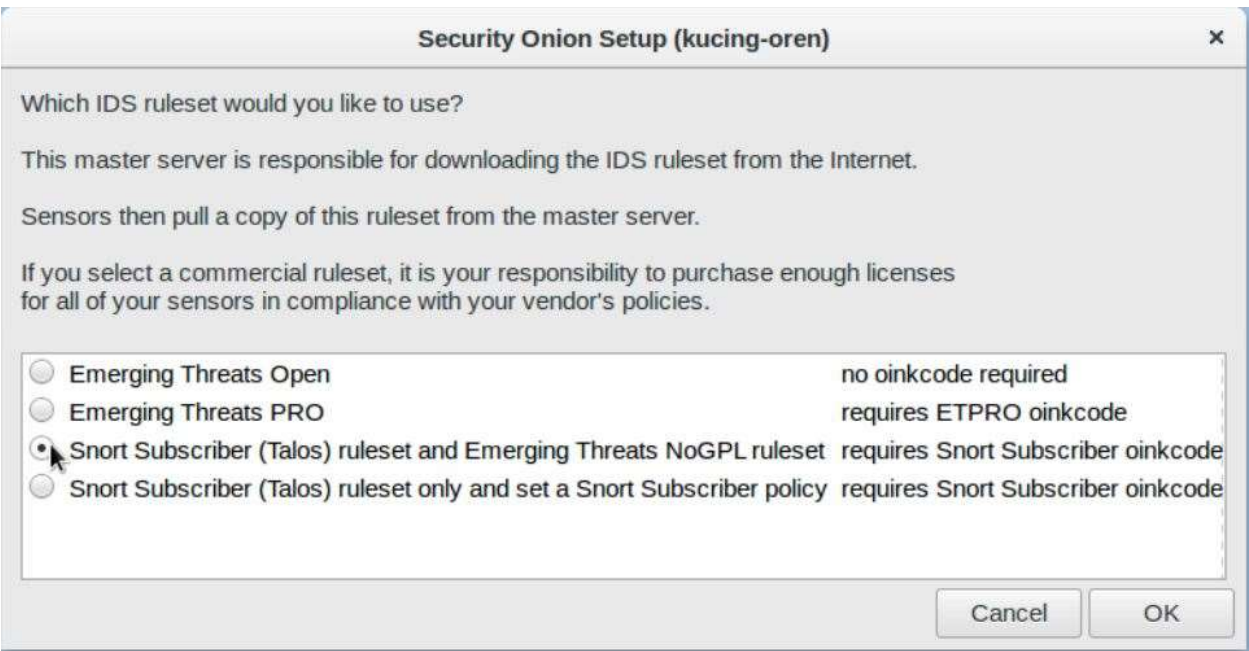 Security Onion Setup (kucing-oren)
Which IDS ruleset would you like to use?
This master server is responsible for downloading the IDS ruleset from the Internet.
Sensors then pull a copy of this ruleset from the master server.
If you select a commercial ruleset, it is your responsibility to purchase enough licenses
for all of your sensors in compliance with your vendor's policies.
Emerging Threats Open no oinkcode required
Emerging Threats PRO requires ETPRO oinkcode
Snort Subscriber (Talos) ruleset and Emerging Threats NoGPL ruleset requires Snort Subscriber oinkcode
Snort Subscriber (Talos) ruleset only and set a Snort Subscriber policy requires Snort Subscriber oinkcode
Cancel OK